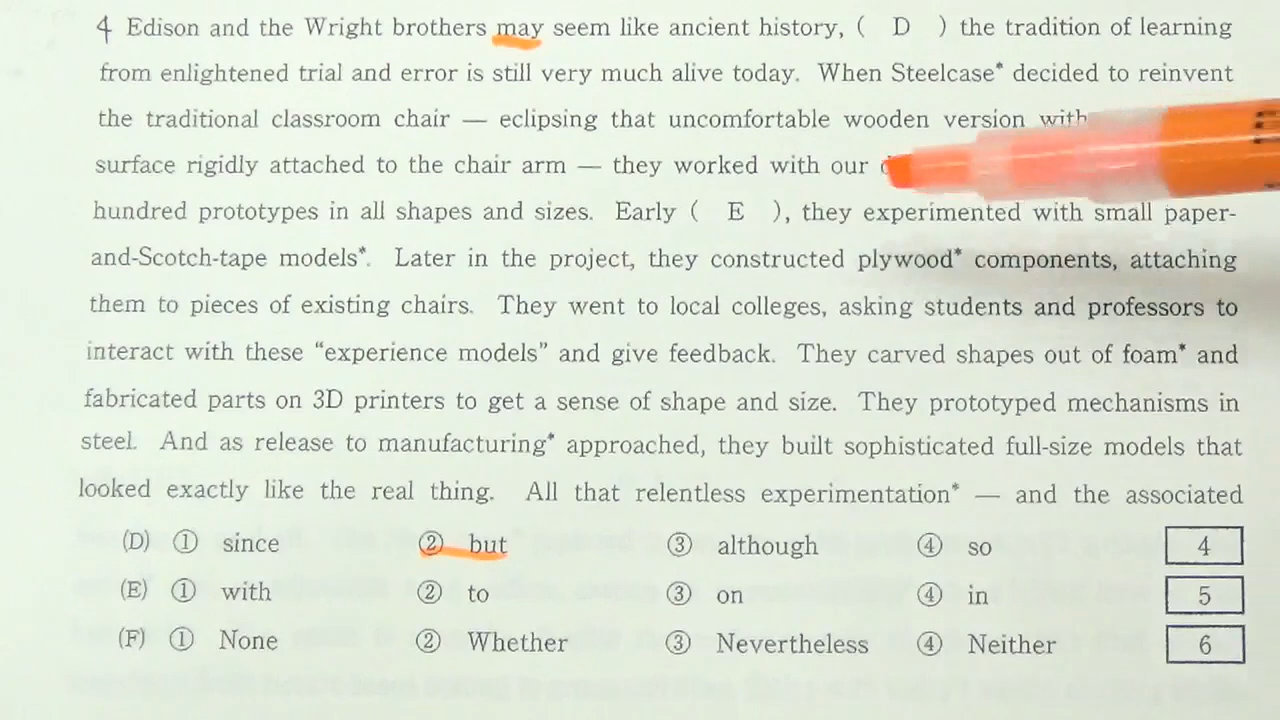 4 Edison and the Wright brothers may seem like ancient history, ( D ) the tradition of learning
from enlightened trial and error is still very much alive today. When Steelcase* decided to reinvent
the traditional classroom chair — eclipsing that uncomfortable wooden version with
surface rigidly attached to the chair arm — they worked with our
hundred prototypes in all shapes and sizes. Early ( E ), they experimented with small paper-
and-Scotch-tape models*. Later in the project, they constructed plywood* components, attaching
them to pieces of existing chairs. They went to local colleges, asking students and professors to
interact with these “experience models” and give feedback. They carved shapes out of foam* and
fabricated parts on 3D printers to get a sense of shape and size. They prototyped mechanisms in
steel. And as release to manufacturing* approached, they built sophisticated full-size models that
looked exactly like the real thing. All that relentless experimentation* — and the associated
(D) ① since ② but ③ although ④ so 4
(E) ① with ② to ③ on ④ in 5
(F) ① None ② Whether ③ Nevertheless ④ Neither 6